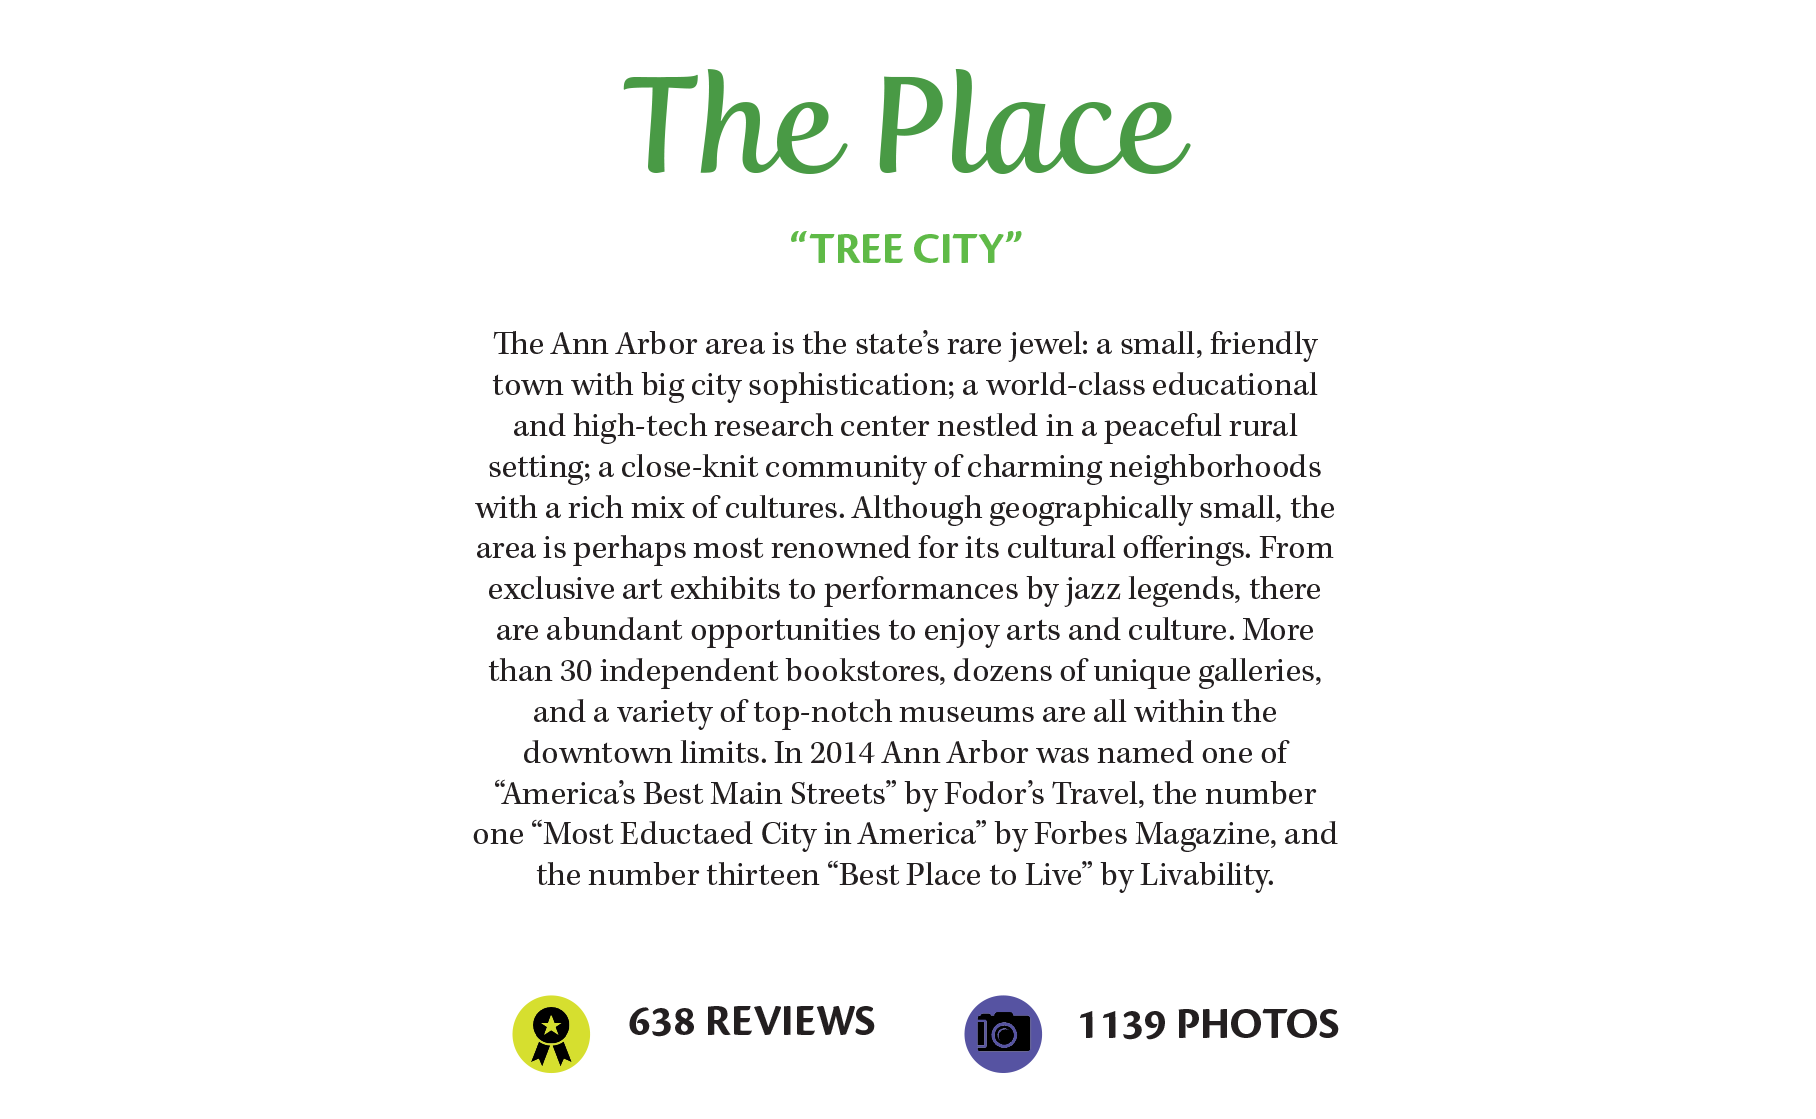 The Place
“TREE CITY”
The Ann Arbor area is the state’s rare jewel: a small, friendly
town with big city sophistication; a world-class educational
and high-tech research center nestled in a peaceful rural
setting; a close-knit community of charming neighborhoods
with a rich mix of cultures. Although geographically small, the
area is perhaps most renowned for its cultural offerings. From
exclusive art exhibits to performances by jazz legends, there
are abundant opportunities to enjoy arts and culture. More
than 30 independent bookstores, dozens of unique galleries,
and a variety of top-notch museums are all within the
downtown limits. In 2014 Ann Arbor was named one of
“America’s Best Main Streets” by Fodor’s Travel, the number
one “Most Eductaed City in America” by Forbes Magazine, and
the number thirteen “Best Place to Live” by Livability.
638 REVIEWS
1139 PHOTOS